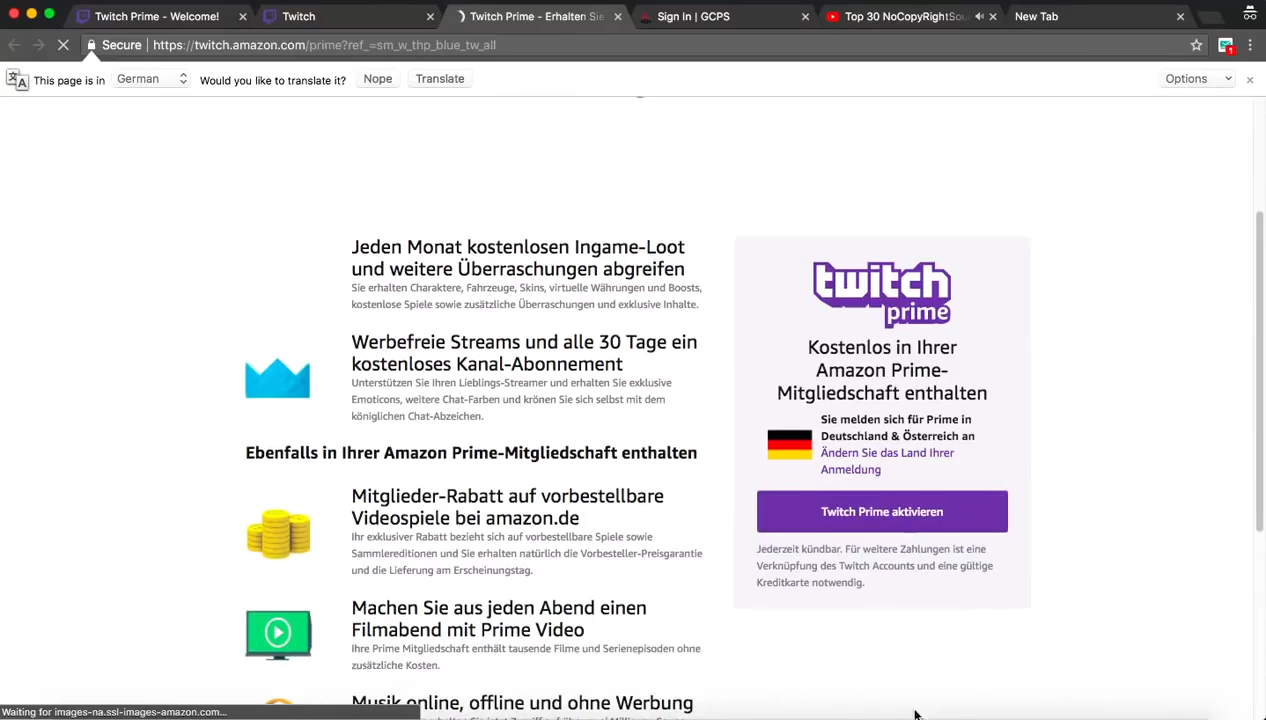 Twitch Prime - Welcome!
Twitch
Twitch Prime - Erhalten Sie
Sign In | GCPS
Top 30 NoCopyRightSou
New Tab
Secure
https://twitch.amazon.com/prime?ref_=sm_w_thp_blue_tw_all
1
This page is in
German
Would you like to translate it?
Nope
Translate
Options
Jeden Monat kostenlosen Ingame-Loot
und weitere Überraschungen abgreifen
Sie erhalten Charaktere, Fahrzeuge, Skins, virtuelle Währungen und Boosts,
kostenlose Spiele sowie zusätzliche Überraschungen und exklusive Inhalte.
Werbefreie Streams und alle 30 Tage ein
kostenloses Kanal-Abonnement
Unterstützen Sie Ihren Lieblings-Streamer und erhalten Sie exklusive
Emoticons, weitere Chat-Farben und krönen Sie sich selbst mit dem
königlichen Chat-Abzeichen.
Ebenfalls in Ihrer Amazon Prime-Mitgliedschaft enthalten
Mitglieder-Rabatt auf vorbestellbare
Videospiele bei amazon.de
Ihr exklusiver Rabatt bezieht sich auf vorbestellbare Spiele sowie
Sammlereditionen und Sie erhalten natürlich die Vorbesteller-Preisgarantie
und die Lieferung am Erscheinungstag.
Machen Sie aus jeden Abend einen
Filmabend mit Prime Video
Ihre Prime Mitgliedschaft enthält tausende Filme und Serienepisoden ohne
zusätzliche Kosten.
Musik online, offline und ohne Werbung
twitch
prime
Kostenlos in Ihrer
Amazon Prime-
Mitgliedschaft enthalten
Sie melden sich für Prime in
Deutschland & Österreich an
Ändern Sie das Land Ihrer
Anmeldung
Twitch Prime aktivieren
Jederzeit kündbar. Für weitere Zahlungen ist eine
Verknüpfung des Twitch Accounts und eine gültige
Kreditkarte notwendig.
Waiting for images-na.ssl-images-amazon.com...